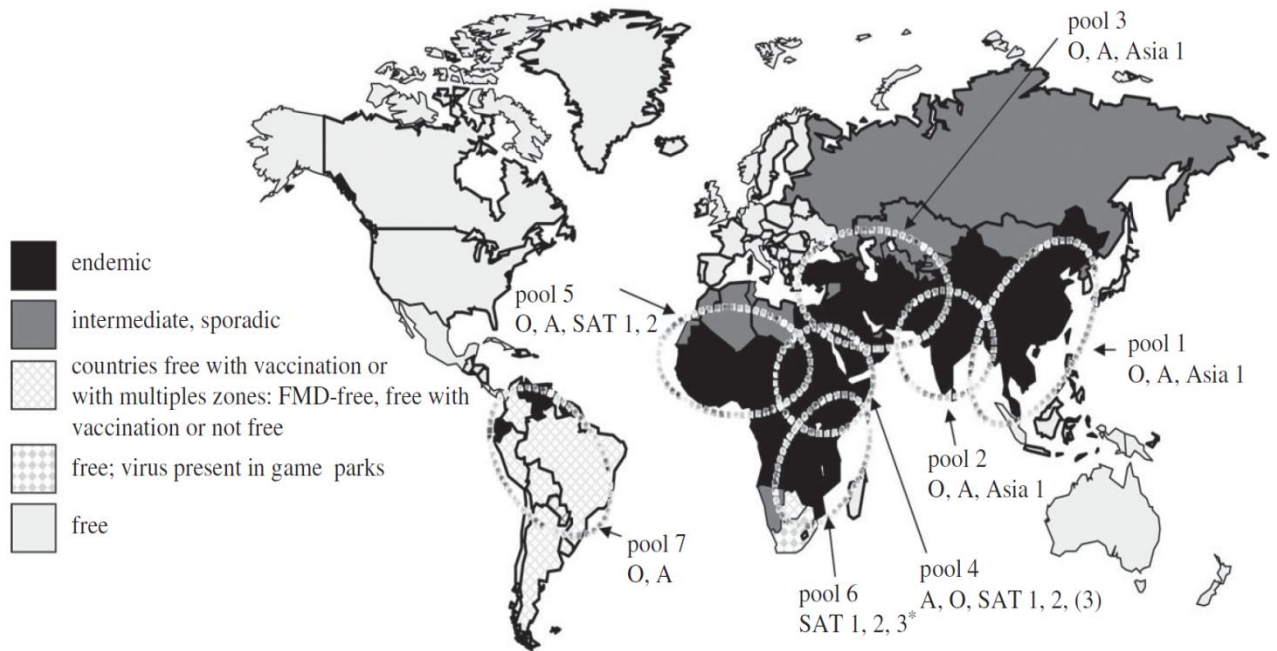 pool 3
O, A, Asia 1
endemic
intermediate, sporadic
countries free with vaccination or
with multiples zones: FMD-free, free with
vaccination or not free
free; virus present in game parks
free
pool 5
O, A, SAT 1, 2
pool 1
O, A, Asia 1
pool 2
O, A, Asia 1
pool 7
O, A
pool 6
SAT 1, 2, 3*
pool 4
A, O, SAT 1, 2, (3)